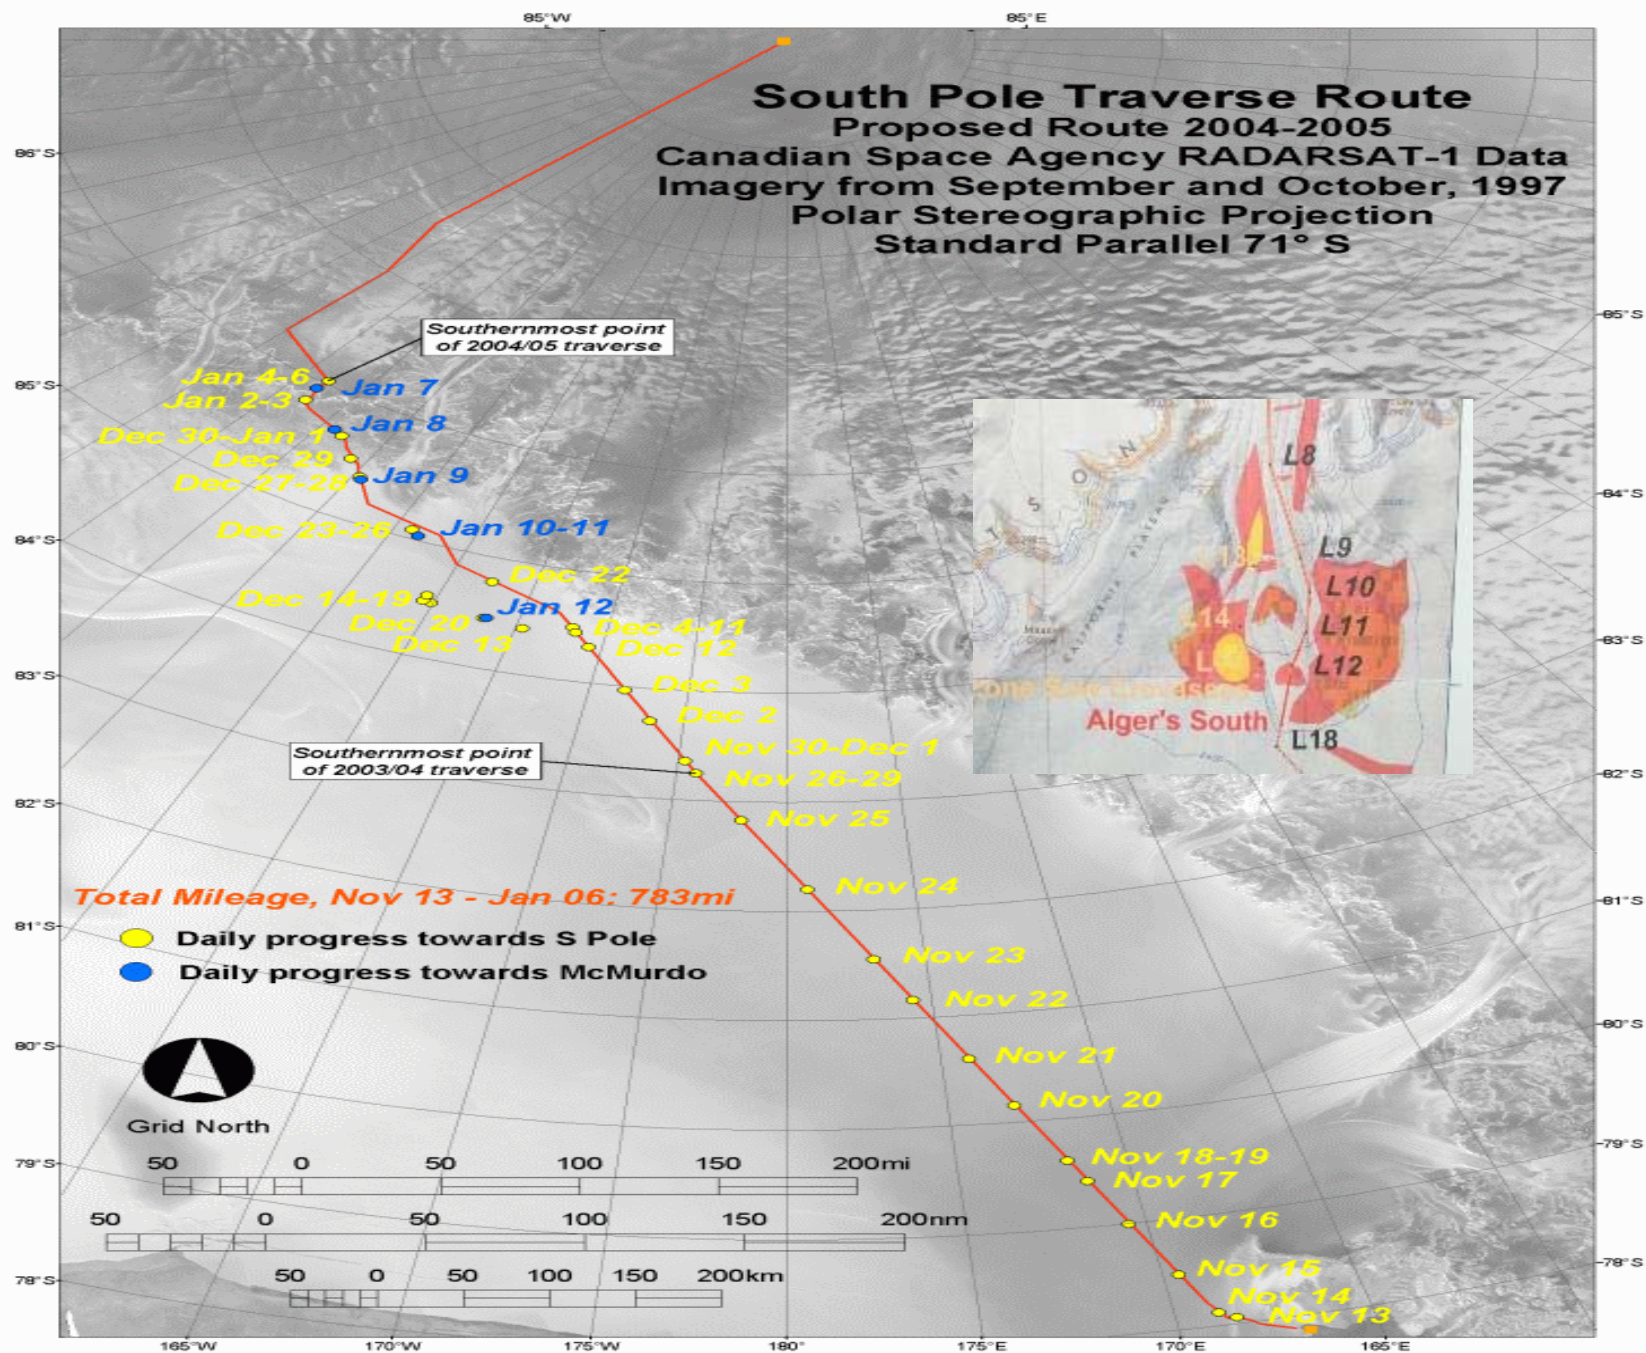 85°W
85°E
South Pole Traverse Route
Proposed Route 2004-2005
Canadian Space Agency RADARSAT-1 Data
Imagery from September and October, 1997
Polar Stereographic Projection
Standard Parallel 71° S
86°S
85°S
84°S
83°S
82°S
81°S
80°S
79°S
78°S
85°S
84°S
83°S
82°S
81°S
80°S
79°S
78°S
Southernmost point
of 2004/05 traverse
Jan 4-6
Jan 7
Jan 2-3
Jan 8
Dec 30-Jan 1
Dec 29
Jan 9
Dec 27-28
Dec 23-26
Jan 10-11
Dec 22
Dec 14-19
Jan 12
Dec 20
Dec 4-11
Dec 13
Dec 12
Dec 3
Dec 2
Nov 30-Dec 1
Southernmost point
of 2003/04 traverse
Nov 26-29
Nov 25
Nov 24
Nov 23
Nov 22
Nov 21
Nov 20
Nov 18-19
Nov 17
Nov 16
Nov 15
Nov 14
Nov 13
L8
L9
L10
L11
L12
L14
Alger's South
L18
PLATEAU
Total Mileage, Nov 13 - Jan 06: 783mi
Daily progress towards S Pole
Daily progress towards McMurdo
Grid North
50 0 50 100 150 200mi
50 0 50 100 150 200nm
50 0 50 100 150 200km
165°W 170°W 175°W 180° 175°E 170°E 165°E